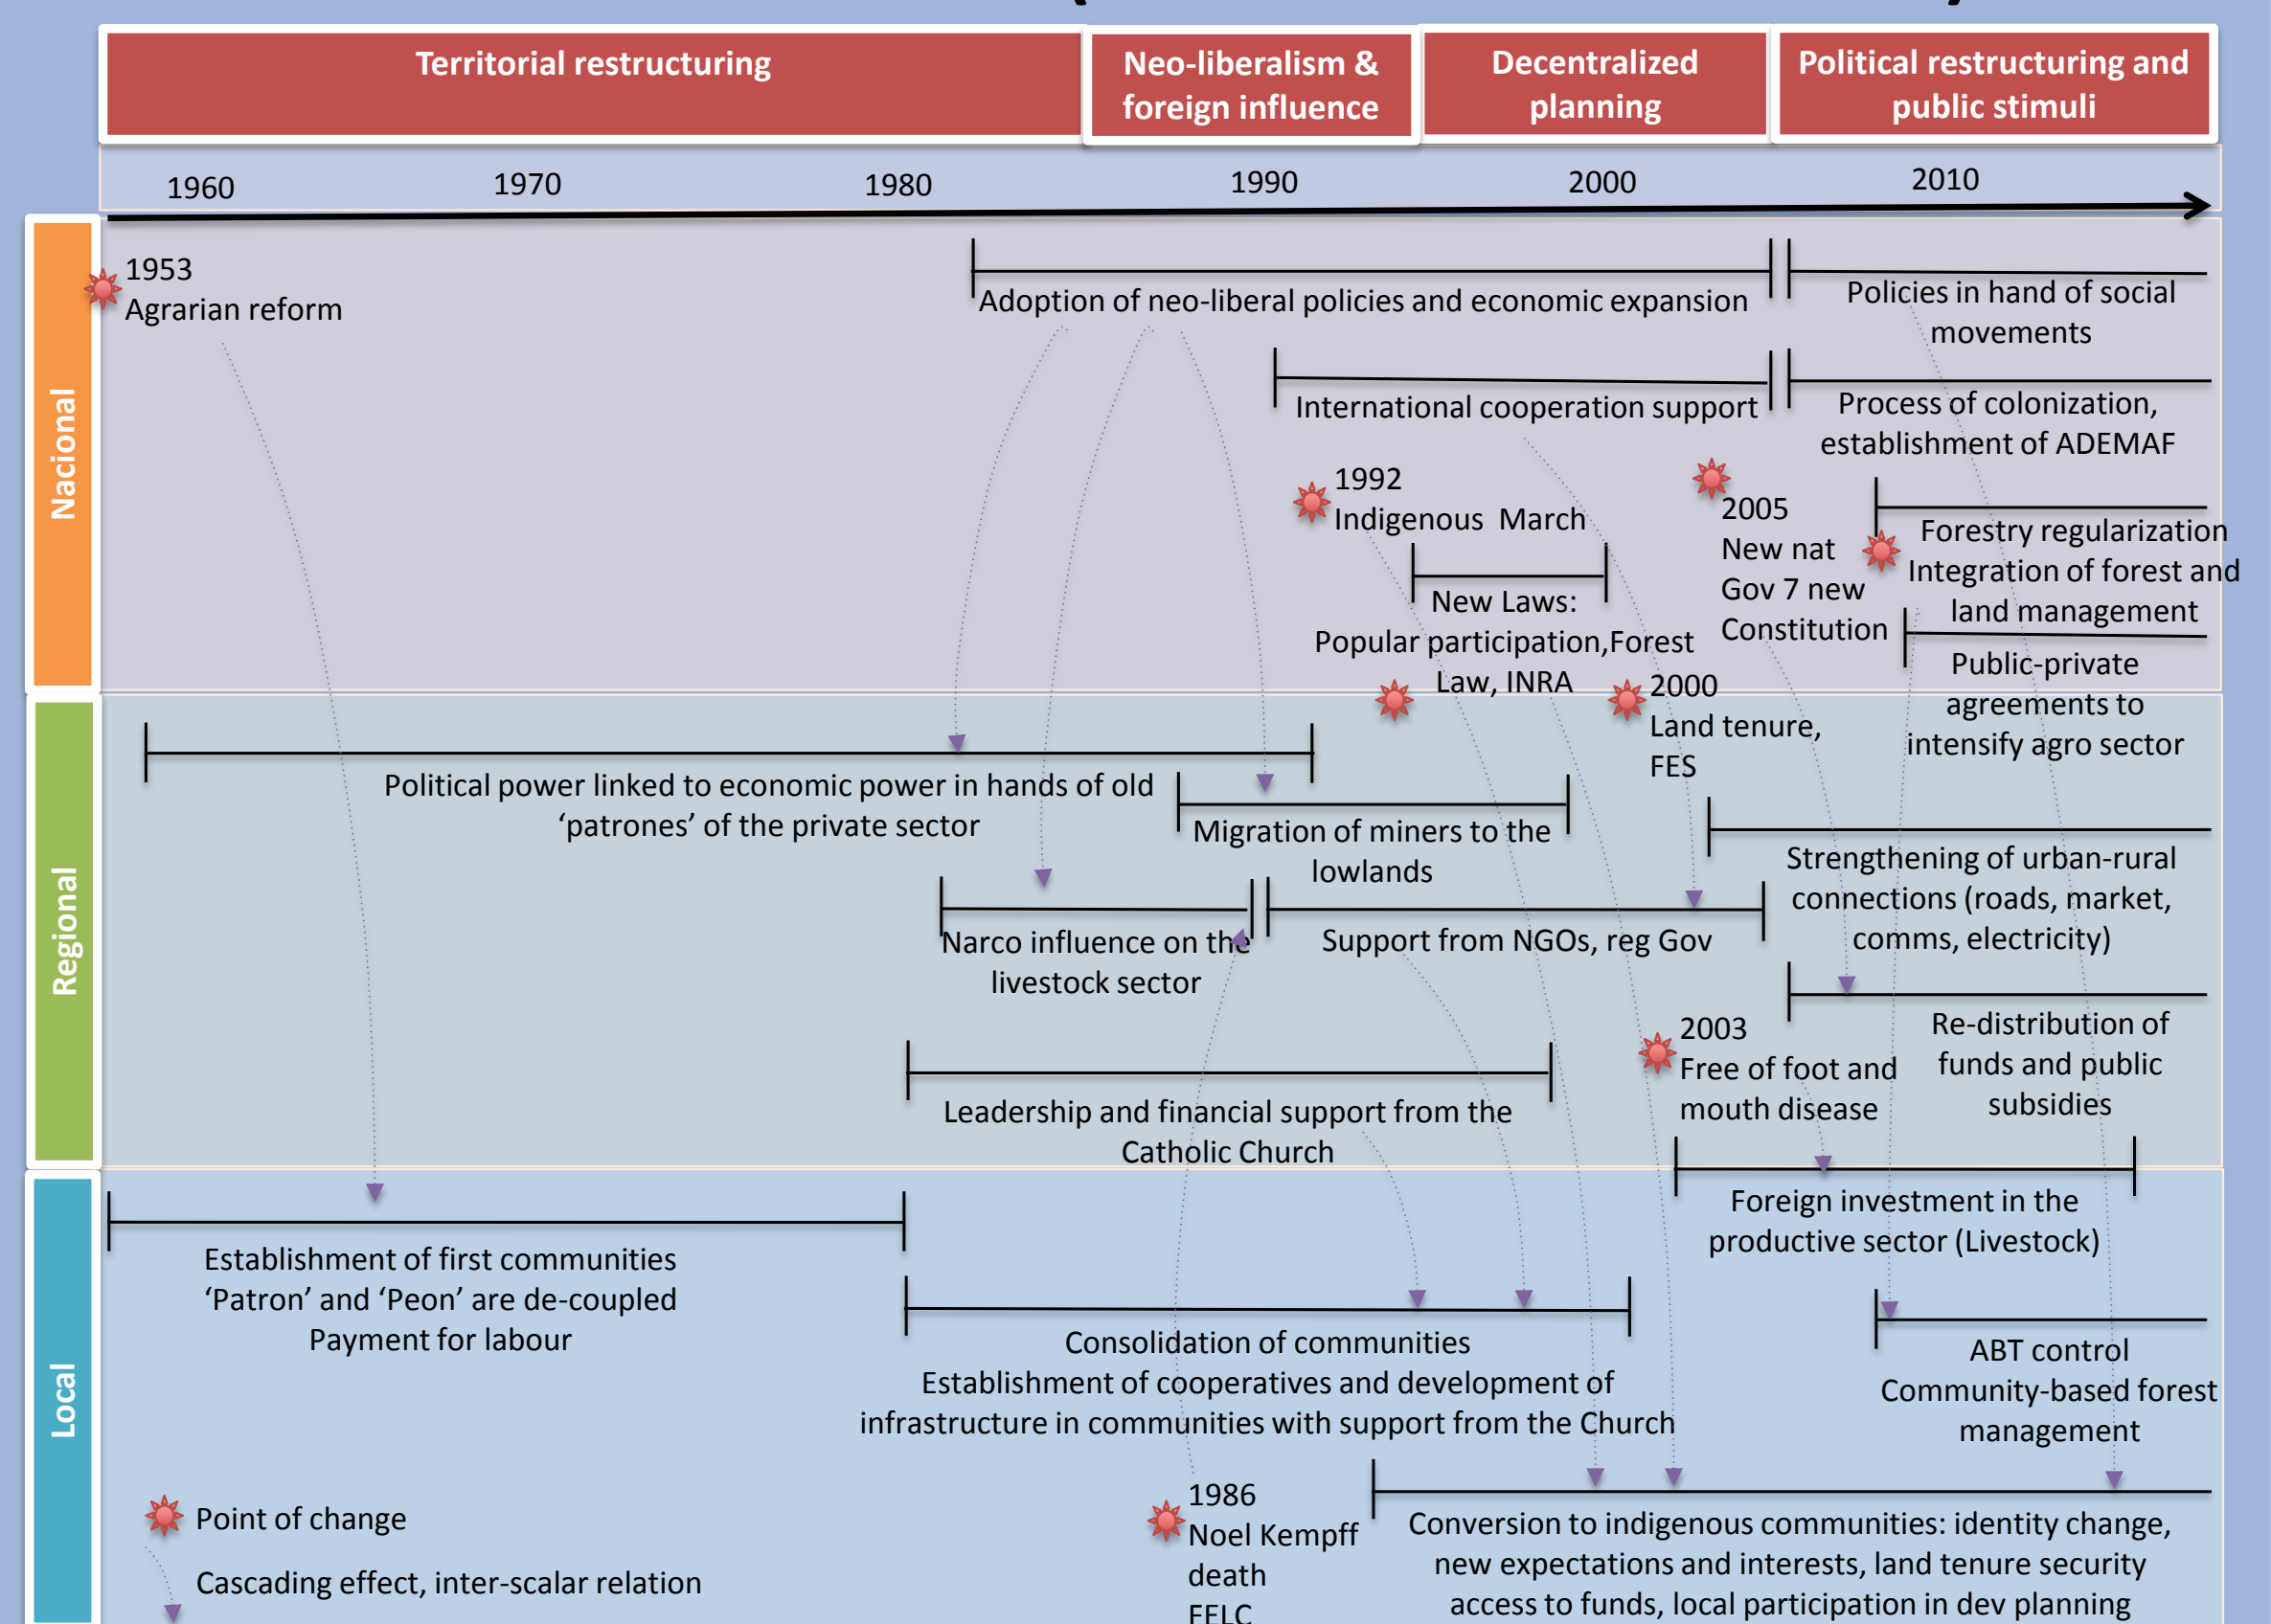 Territorial restructuring
Neo-liberalism &
foreign influence
Decentralized
planning
Political restructuring and
public stimuli
1960
1970
1980
1990
2000
2010
Nacional
1953
Agrarian reform
Adoption of neo-liberal policies and economic expansion
Policies in hand of social
movements
International cooperation support
Process of colonization,
establishment of ADEMAF
1992
Indigenous  March
2005
New nat
Gov 7 new
Constitution
Forestry regularization
Integration of forest and
land management
New Laws:
Popular participation,Forest
Law, INRA
Public-private
agreements to
intensify agro sector
2000
Land tenure,
FES
Regional
Political power linked to economic power in hands of old
‘patrones’ of the private sector
Migration of miners to the
lowlands
Strengthening of urban-rural
connections (roads, market,
comms, electricity)
Narco influence on the
livestock sector
Support from NGOs, reg Gov
Re-distribution of
funds and public
subsidies
2003
Free of foot and
mouth disease
Leadership and financial support from the
Catholic Church
Foreign investment in the
productive sector (Livestock)
Local
Establishment of first communities
‘Patron’ and ‘Peon’ are de-coupled
Payment for labour
Consolidation of communities
Establishment of cooperatives and development of
infrastructure in communities with support from the Church
ABT control
Community-based forest
management
1986
Noel Kempff
death
FELC
Conversion to indigenous communities: identity change,
new expectations and interests, land tenure security
access to funds, local participation in dev planning
Point of change
Cascading effect, inter-scalar relation